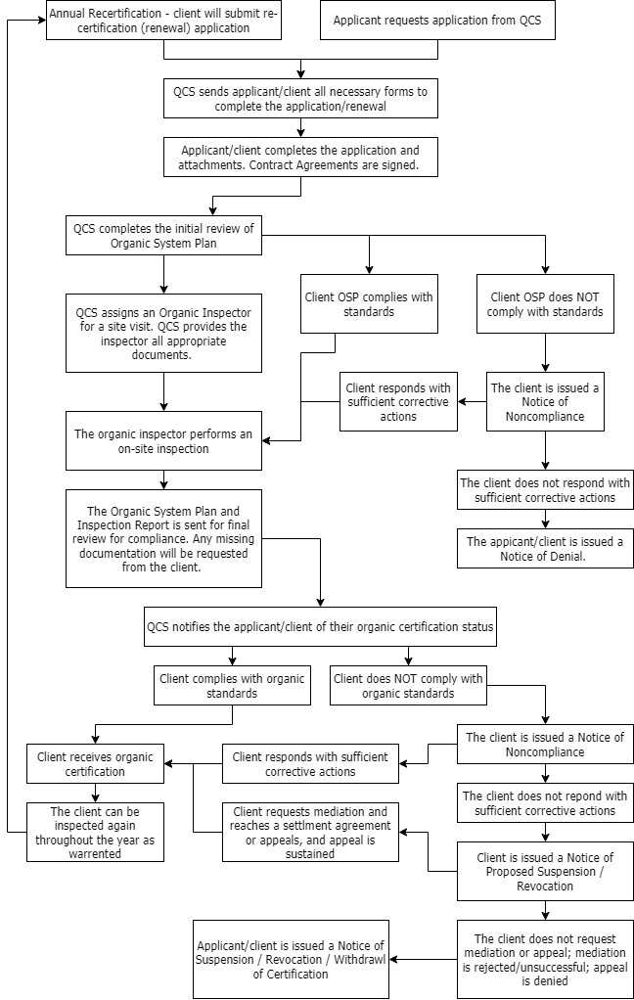 Annual Recertification - client will submit re-
certification (renewal) application
Applicant requests application from QCS
QCS sends applicant/client all necessary forms to
complete the application/renewal
Applicant/client completes the application and
attachments. Contract Agreements are signed.
QCS completes the initial review of
Organic System Plan
QCS assigns an Organic Inspector
for a site visit. QCS provides the
inspector all appropriate
documents.
Client OSP complies with
standards
Client OSP does NOT
comply with standards
Client responds with
sufficient corrective
actions
The client is issued a
Notice of
Noncompliance
The organic inspector performs an
on-site inspection
The client does not respond with
sufficient corrective actions
The Organic System Plan and
Inspection Report is sent for final
review for compliance. Any missing
documentation will be requested
from the client.
The appicant/client is issued a
Notice of Denial.
QCS notifies the applicant/client of their organic certification status
Client complies with organic
standards
Client does NOT comply with
organic standards
Client receives organic
certification
Client responds with sufficient
corrective actions
The client is issued a Notice of
Noncompliance
The client can be
inspected again
throughout the year as
warrented
Client requests mediation and
reaches a settlment agreement
or appeals, and appeal is
sustained
The client does not repond with
sufficient corrective actions
Client is issued a Notice of
Proposed Suspension /
Revocation
Applicant/client is issued a Notice of
Suspension / Revocation / Withdrawl
of Certification
The client does not request
mediation or appeal; mediation
is rejected/unsuccessful; appeal
is denied